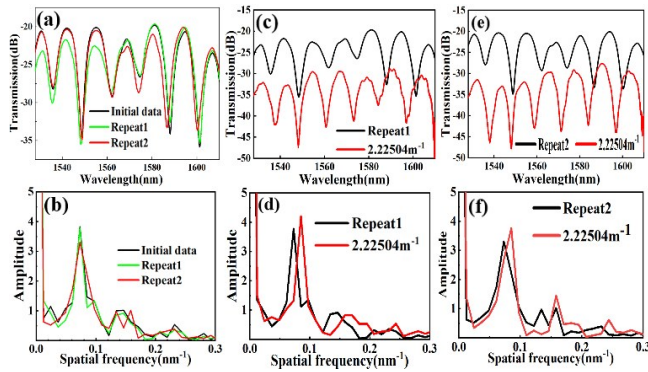 (a)
Transmission(dB)
-20
-25
-30
-35
Initial data
Repeat1
Repeat2
1540 1560 1580 1600
Wavelength(nm)
(c)
Transmission(dB)
-15
-20
-25
-30
-35
-40
-45
-50
Repeat1
2.22504m⁻¹
1540 1560 1580 1600
Wavelength(nm)
(e)
Transmission(dB)
-15
-20
-25
-30
-35
-40
-45
-50
Repeat2 2.22504m⁻¹
1540 1560 1580 1600
Wavelength(nm)
(b)
Amplitude
5
4
3
2
1
Initial data
Repeat1
Repeat2
0.0 0.1 0.2 0.3
Spatial frequency(nm⁻¹)
(d)
Amplitude
5
4
3
2
1
Repeat1
2.22504m⁻¹
0.0 0.1 0.2 0.3
Spatial frequency(nm⁻¹)
(f)
Amplitude
5
4
3
2
1
Repeat2
2.22504m⁻¹
0.0 0.1 0.2 0.3
Spatial frequency(nm⁻¹)